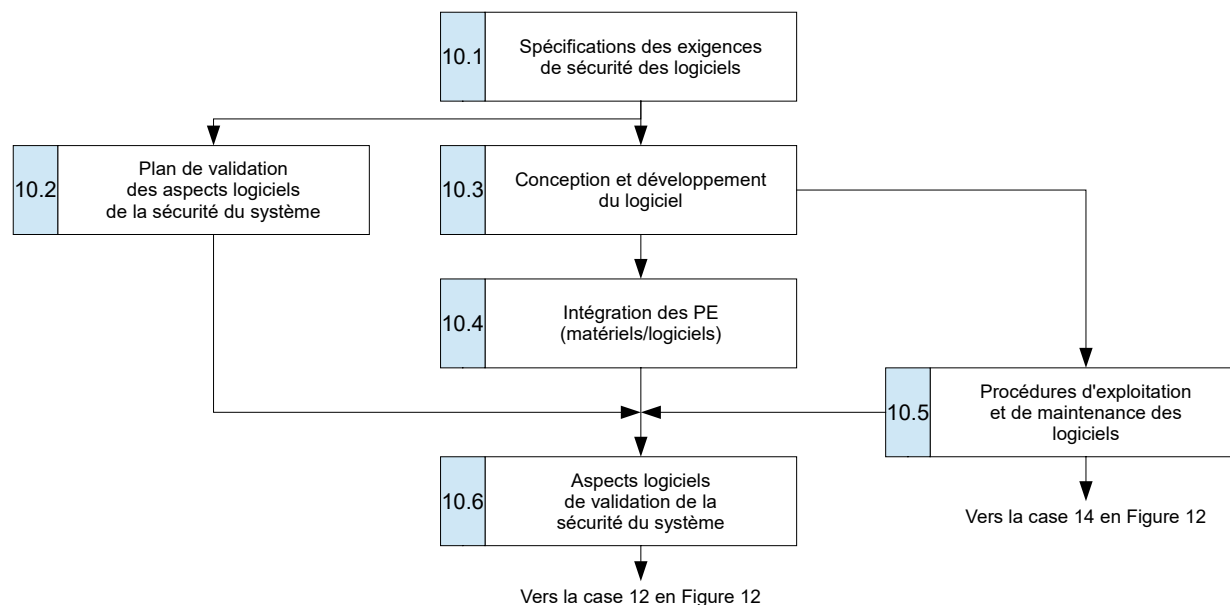 10.1
Spécifications des exigences
de sécurité des logiciels
10.2
Plan de validation
des aspects logiciels
de la sécurité du système
10.3
Conception et développement
du logiciel
10.4
Intégration des PE
(matériels/logiciels)
10.5
Procédures d'exploitation
et de maintenance des
logiciels
10.6
Aspects logiciels
de validation de la
sécurité du système
Vers la case 14 en Figure 12
Vers la case 12 en Figure 12